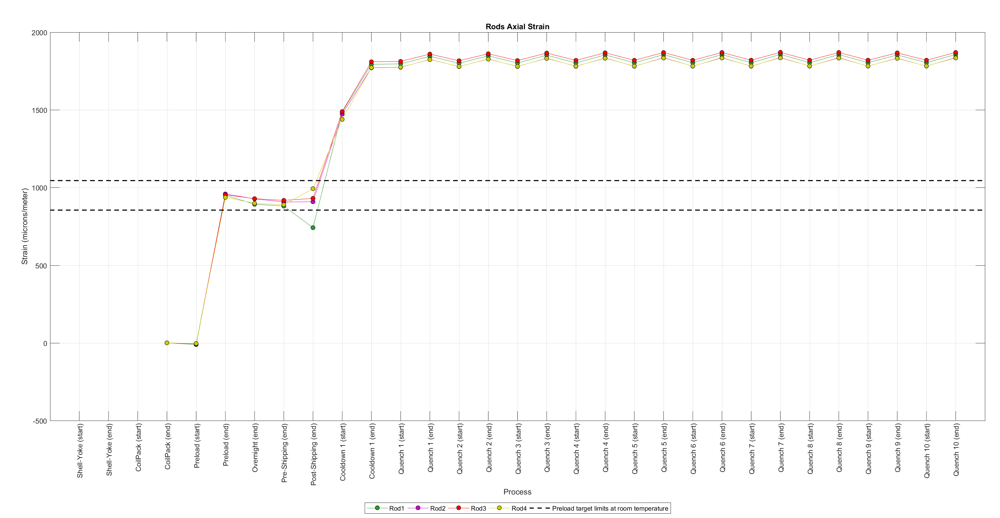 Rods Axial Strain
2000
1500
1000
500
0
-500
Strain (microns/meter)
Shell-Yoke (start)
Shell-Yoke (end)
CoilPack (start)
CoilPack (end)
Preload (start)
Preload (end)
Overnight (end)
Pre-Shipping (end)
Post-Shipping (end)
Cooldown 1 (start)
Cooldown 1 (end)
Quench 1 (start)
Quench 1 (end)
Quench 2 (start)
Quench 2 (end)
Quench 3 (start)
Quench 3 (end)
Quench 4 (start)
Quench 4 (end)
Quench 5 (start)
Quench 5 (end)
Quench 6 (start)
Quench 6 (end)
Quench 7 (start)
Quench 7 (end)
Quench 8 (start)
Quench 8 (end)
Quench 9 (start)
Quench 9 (end)
Quench 10 (start)
Quench 10 (end)
Process
Rod1 Rod2 Rod3 Rod4 Preload target limits at room temperature